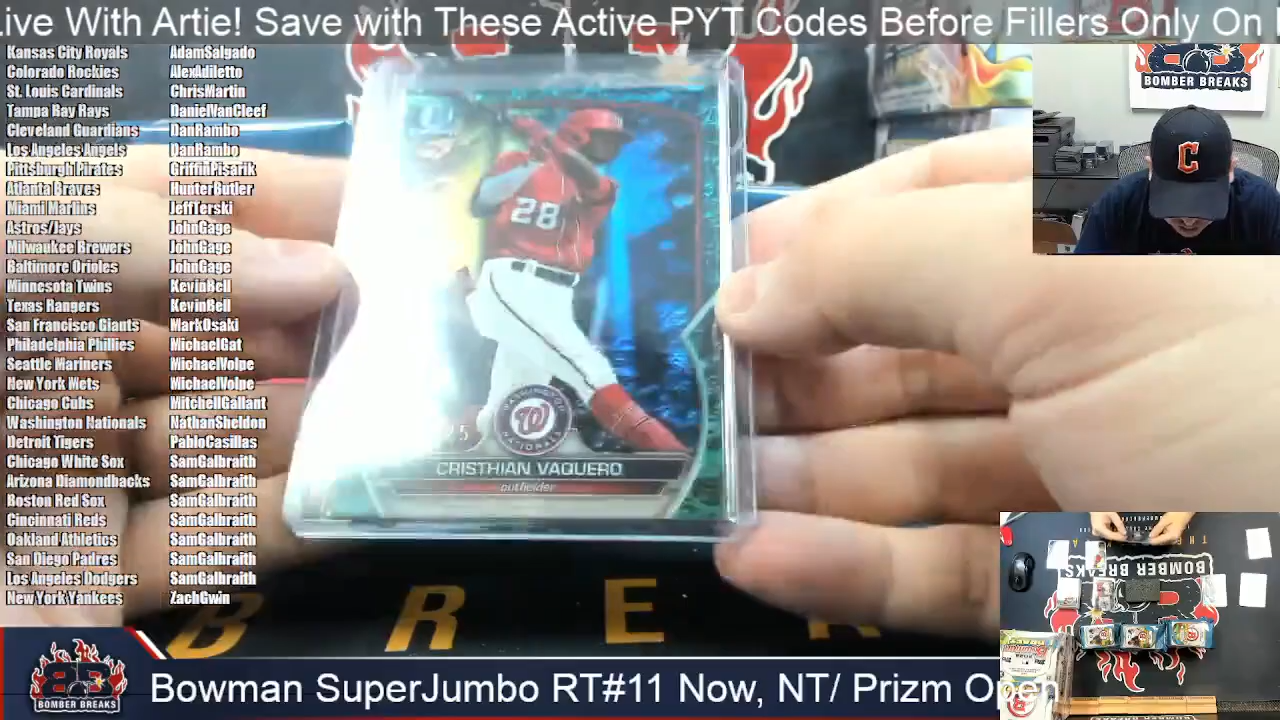 Live With Artie! Save with These Active PYT Codes Before Fillers Only On
Kansas City Royals AdamSalgado
Colorado Rockies AlexAdiletto
St. Louis Cardinals ChrisMartin
Tampa Bay Rays DanielVanCleef
Cleveland Guardians DanRambo
Los Angeles Angels DanRambo
Pittsburgh Pirates GriffinPisarik
Atlanta Braves HunterButler
Miami Marlins JeffTerski
Astros/Jays JohnGage
Milwaukee Brewers JohnGage
Baltimore Orioles JohnGage
Minnesota Twins KevinBell
Texas Rangers KevinBell
San Francisco Giants MarkOsaki
Philadelphia Phillies MichaelGat
Seattle Mariners MichaelVolpe
New York Mets MichaelVolpe
Chicago Cubs MitchellGallant
Washington Nationals NathanSheldon
Detroit Tigers PabloCasillas
Chicago White Sox SamGalbraith
Arizona Diamondbacks SamGalbraith
Boston Red Sox SamGalbraith
Cincinnati Reds SamGalbraith
Oakland Athletics SamGalbraith
San Diego Padres SamGalbraith
Los Angeles Dodgers SamGalbraith
New York Yankees ZachGwin
28
WASHINGTON
W
NATIONALS
CRISTHIAN VAQUERO
outfielder
B R E
BOMBER BREAKS
C
BOMBER BREAKS
BOMBER BREAKS
Bowman SuperJumbo RT#11 Now, NT/ Prizm Open